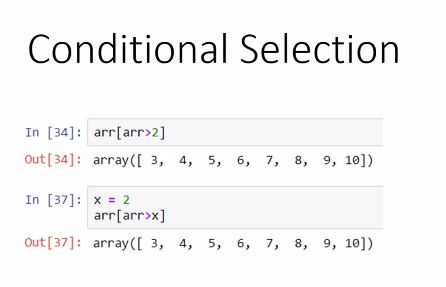 Conditional Selection
In [34]: arr[arr>2]
Out[34]: array([ 3,  4,  5,  6,  7,  8,  9, 10])
In [37]: x = 2
arr[arr>x]
Out[37]: array([ 3,  4,  5,  6,  7,  8,  9, 10])